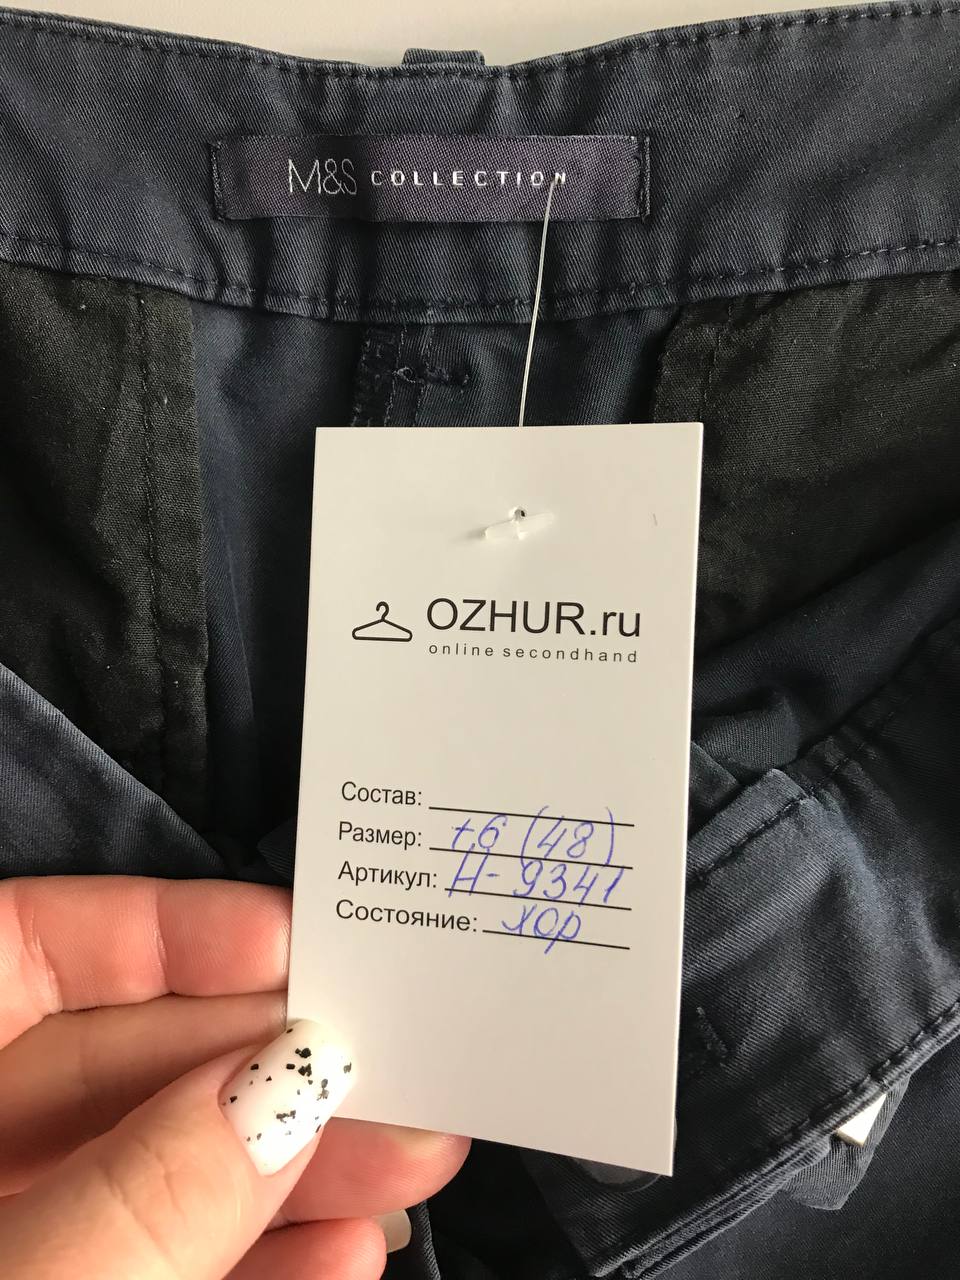 M&S COLLECTION
OZHUR.ru
online secondhand
Состав:
Размер: 16 (48)
Артикул: Н-9341
Состояние: хор